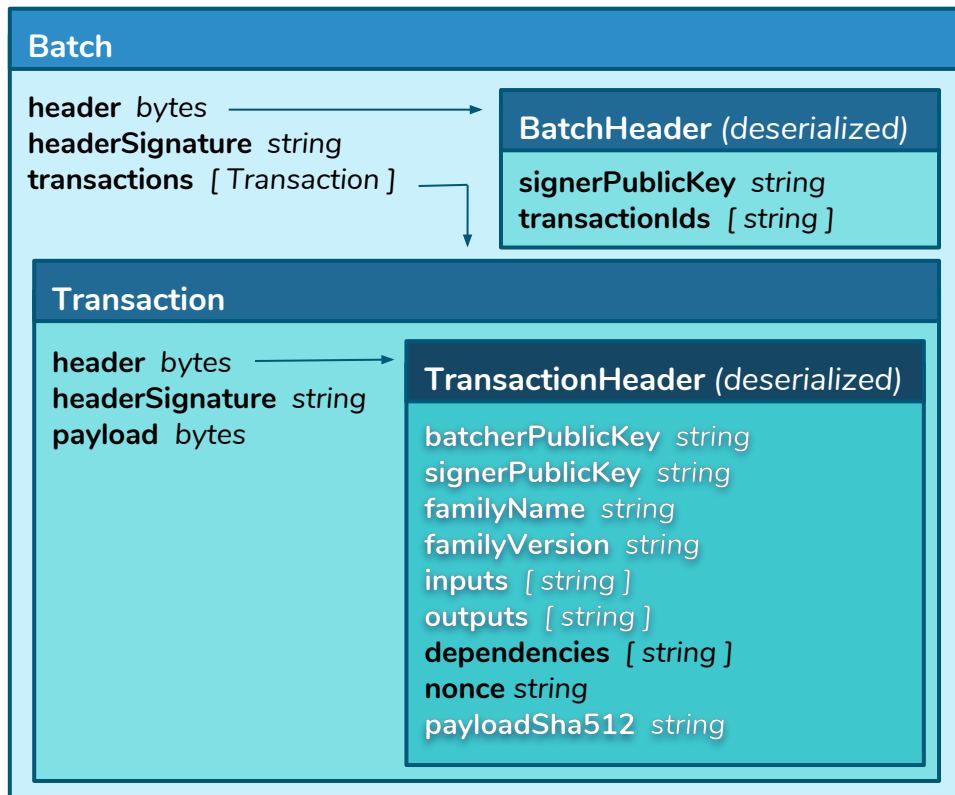 Batch
header bytes
headerSignature string
transactions [ Transaction ]
BatchHeader (deserialized)
signerPublicKey string
transactionIds [ string ]
Transaction
header bytes
headerSignature string
payload bytes
TransactionHeader (deserialized)
batcherPublicKey string
signerPublicKey string
familyName string
familyVersion string
inputs [ string ]
outputs [ string ]
dependencies [ string ]
nonce string
payloadSha512 string